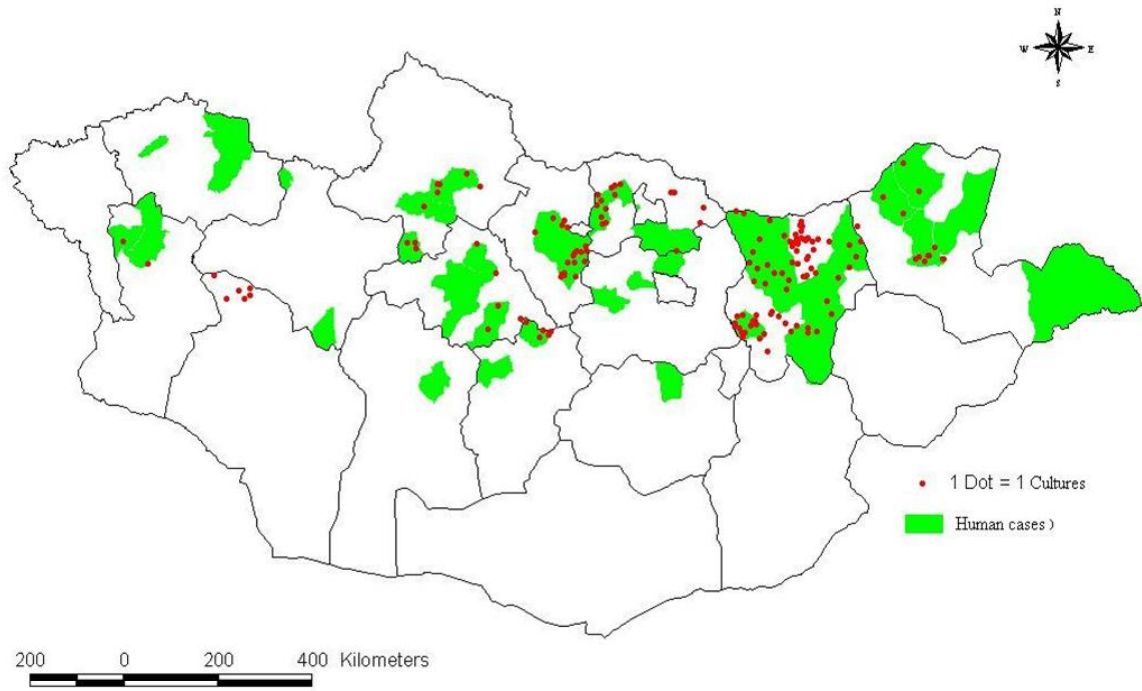 N
W E
S
1 Dot = 1 Cultures
Human cases )
200 0 200 400 Kilometers